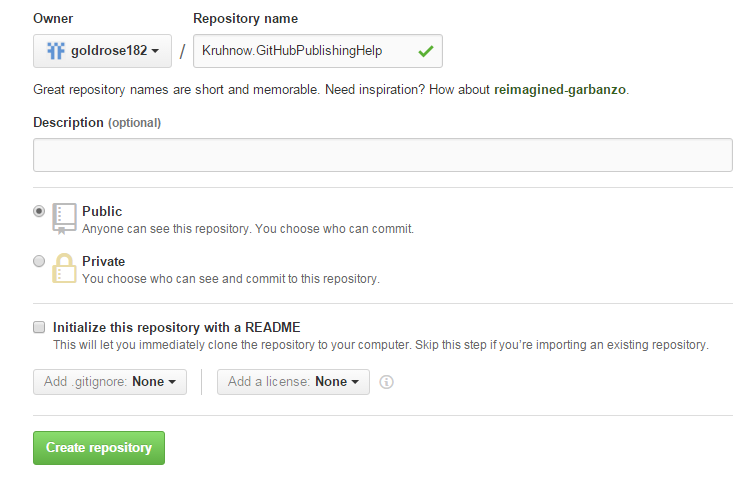 Owner Repository name
goldrose182 / Kruhnow.GitHubPublishingHelp
Great repository names are short and memorable. Need inspiration? How about reimagined-garbanzo.
Description (optional)
Public
Anyone can see this repository. You choose who can commit.
Private
You choose who can see and commit to this repository.
Initialize this repository with a README
This will let you immediately clone the repository to your computer. Skip this step if you're importing an existing repository.
Add .gitignore: None Add a license: None
Create repository